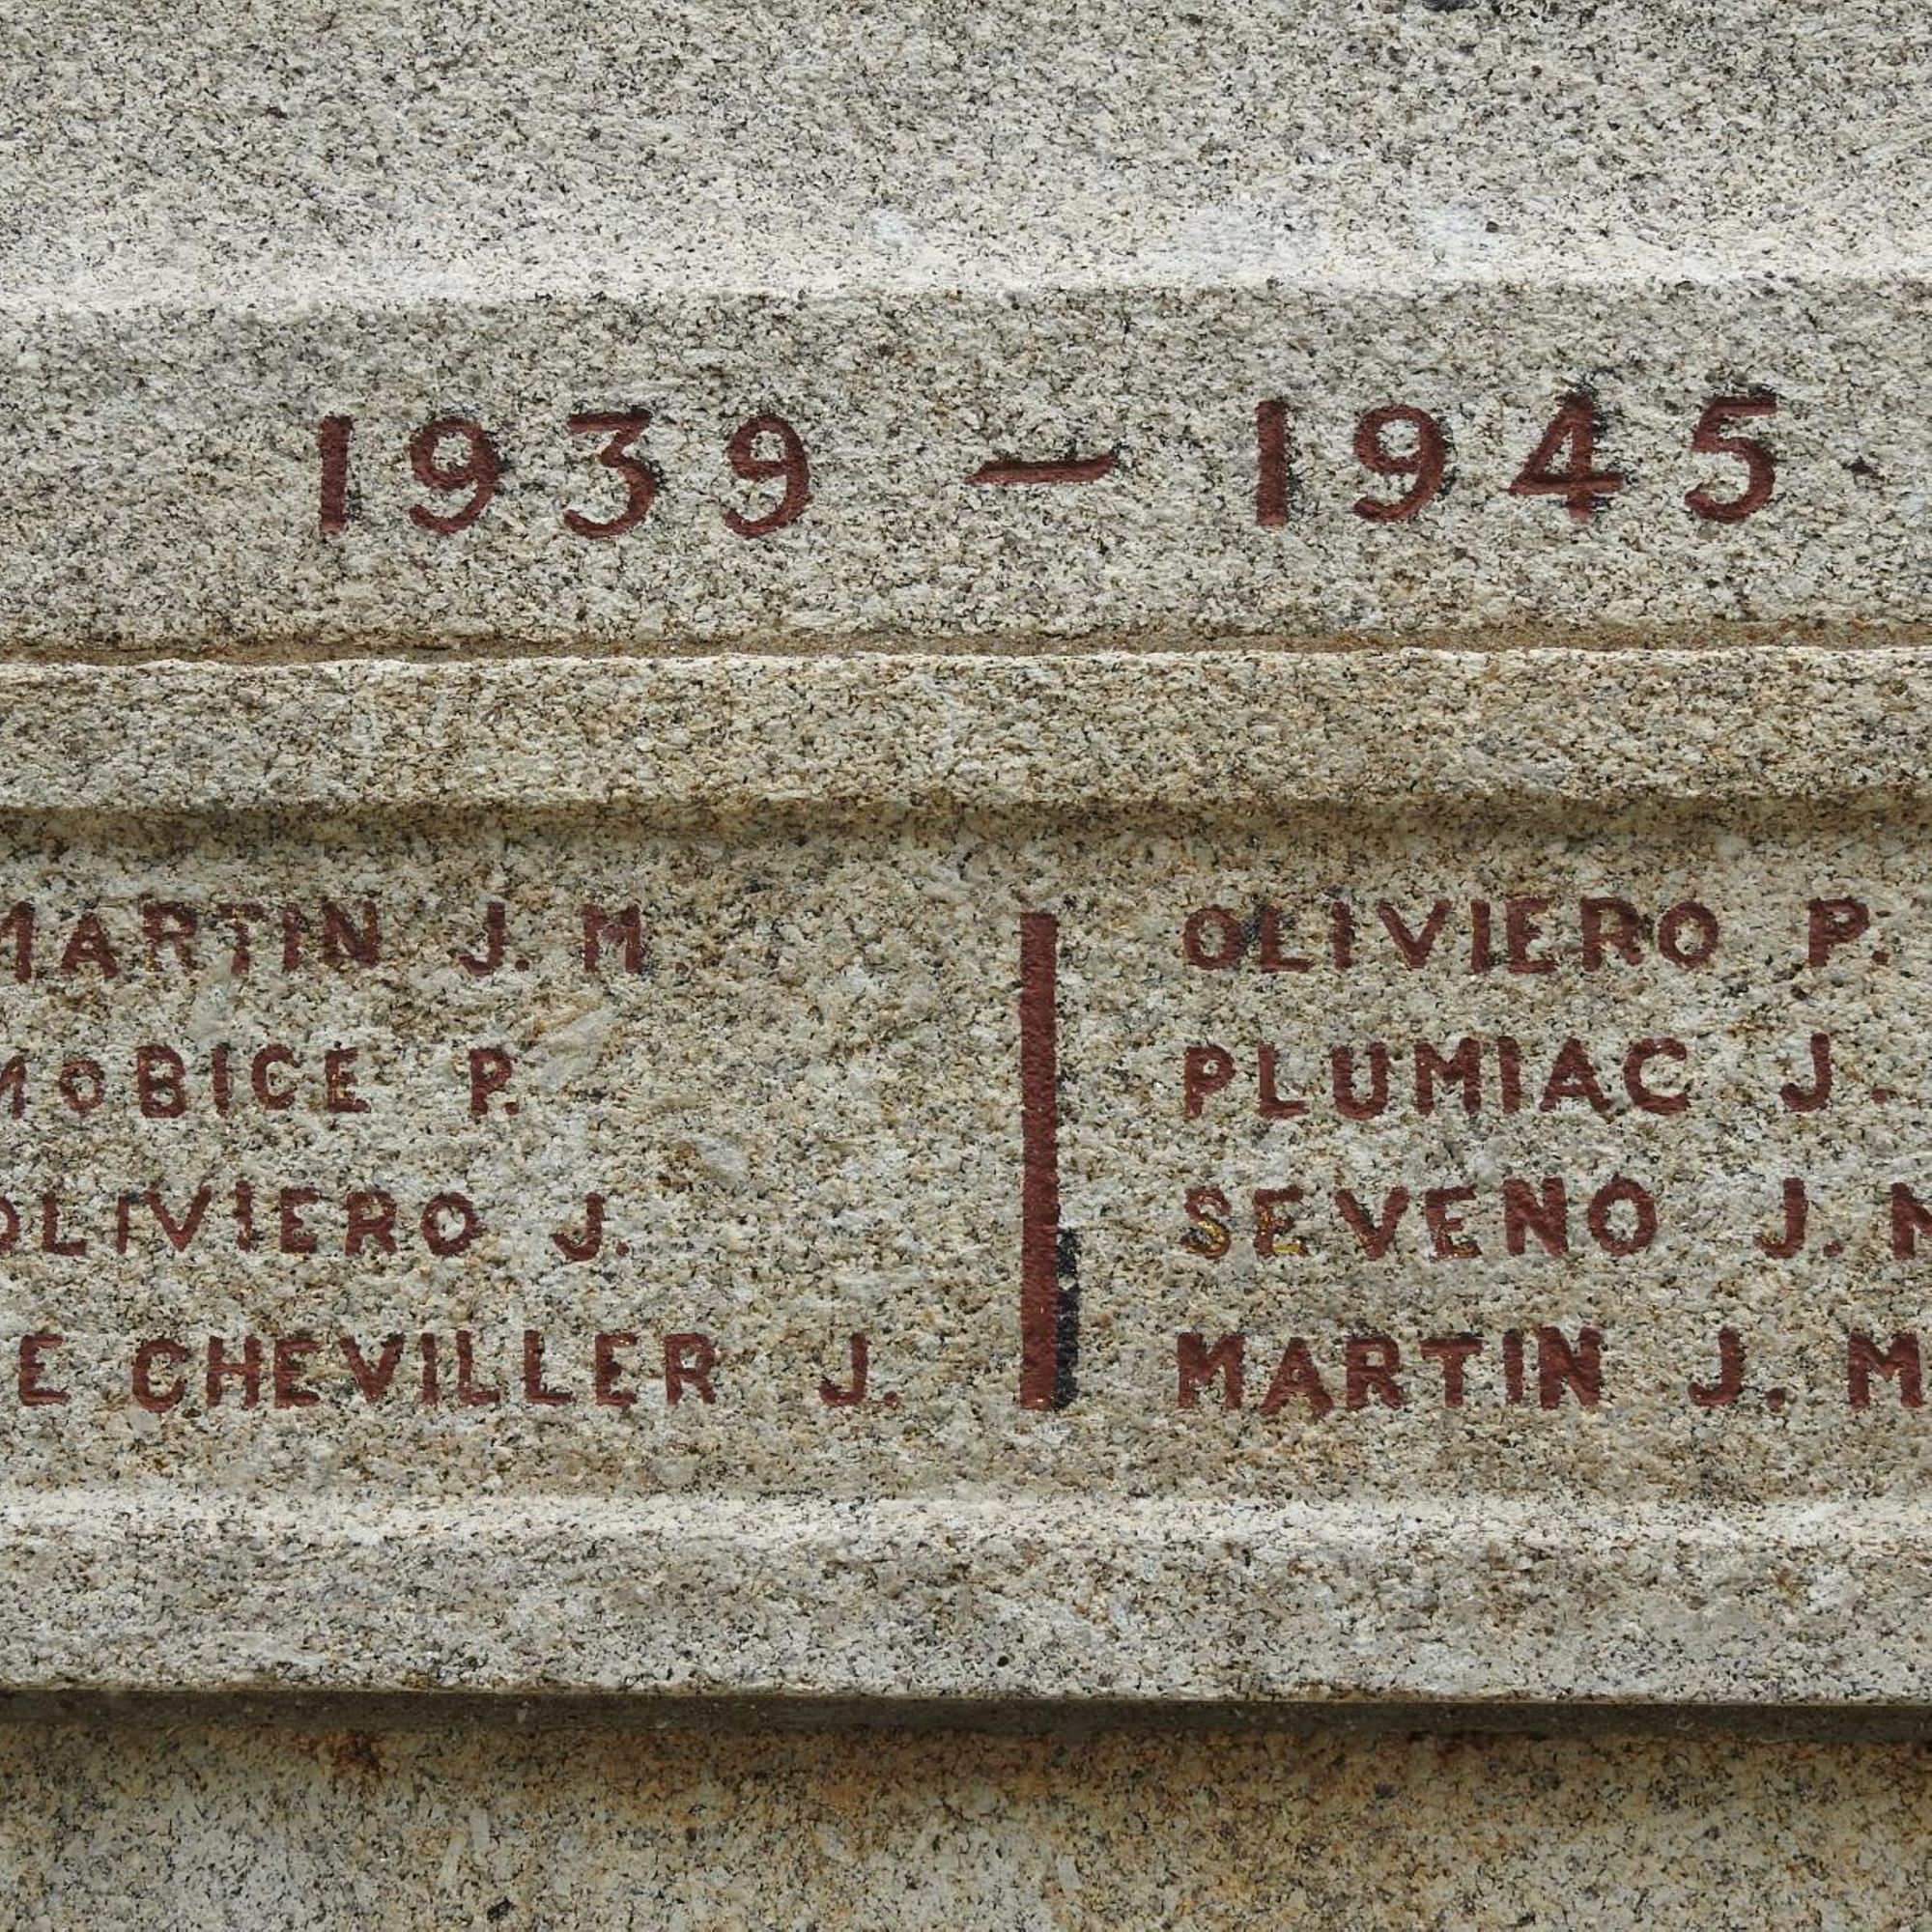 1939 — 1945
MARTIN J. M.
MOBICE P.
OLIVIERO J.
E CHEVILLER J.
OLIVIERO P.
PLUMIAC J.
SEVENO J.
MARTIN J. M